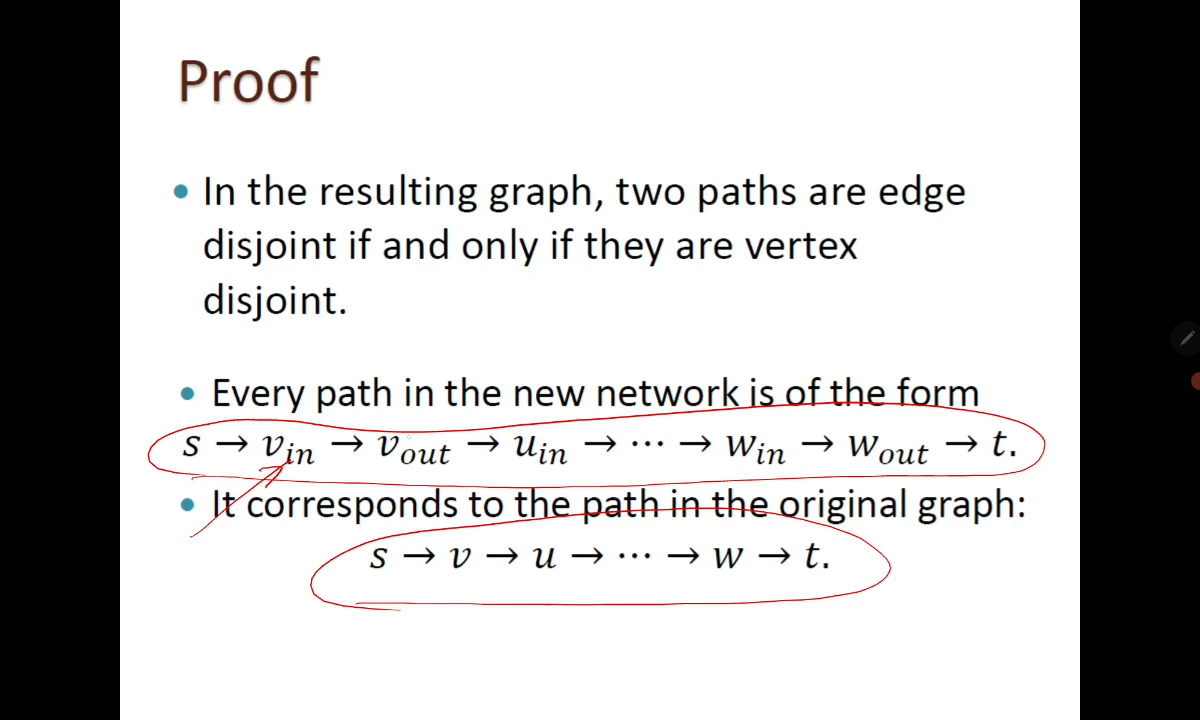 Proof
• In the resulting graph, two paths are edge
disjoint if and only if they are vertex
disjoint.
• Every path in the new network is of the form
s → v_in → v_out → u_in → ⋯ → w_in → w_out → t.
• It corresponds to the path in the original graph:
s → v → u → ⋯ → w → t.